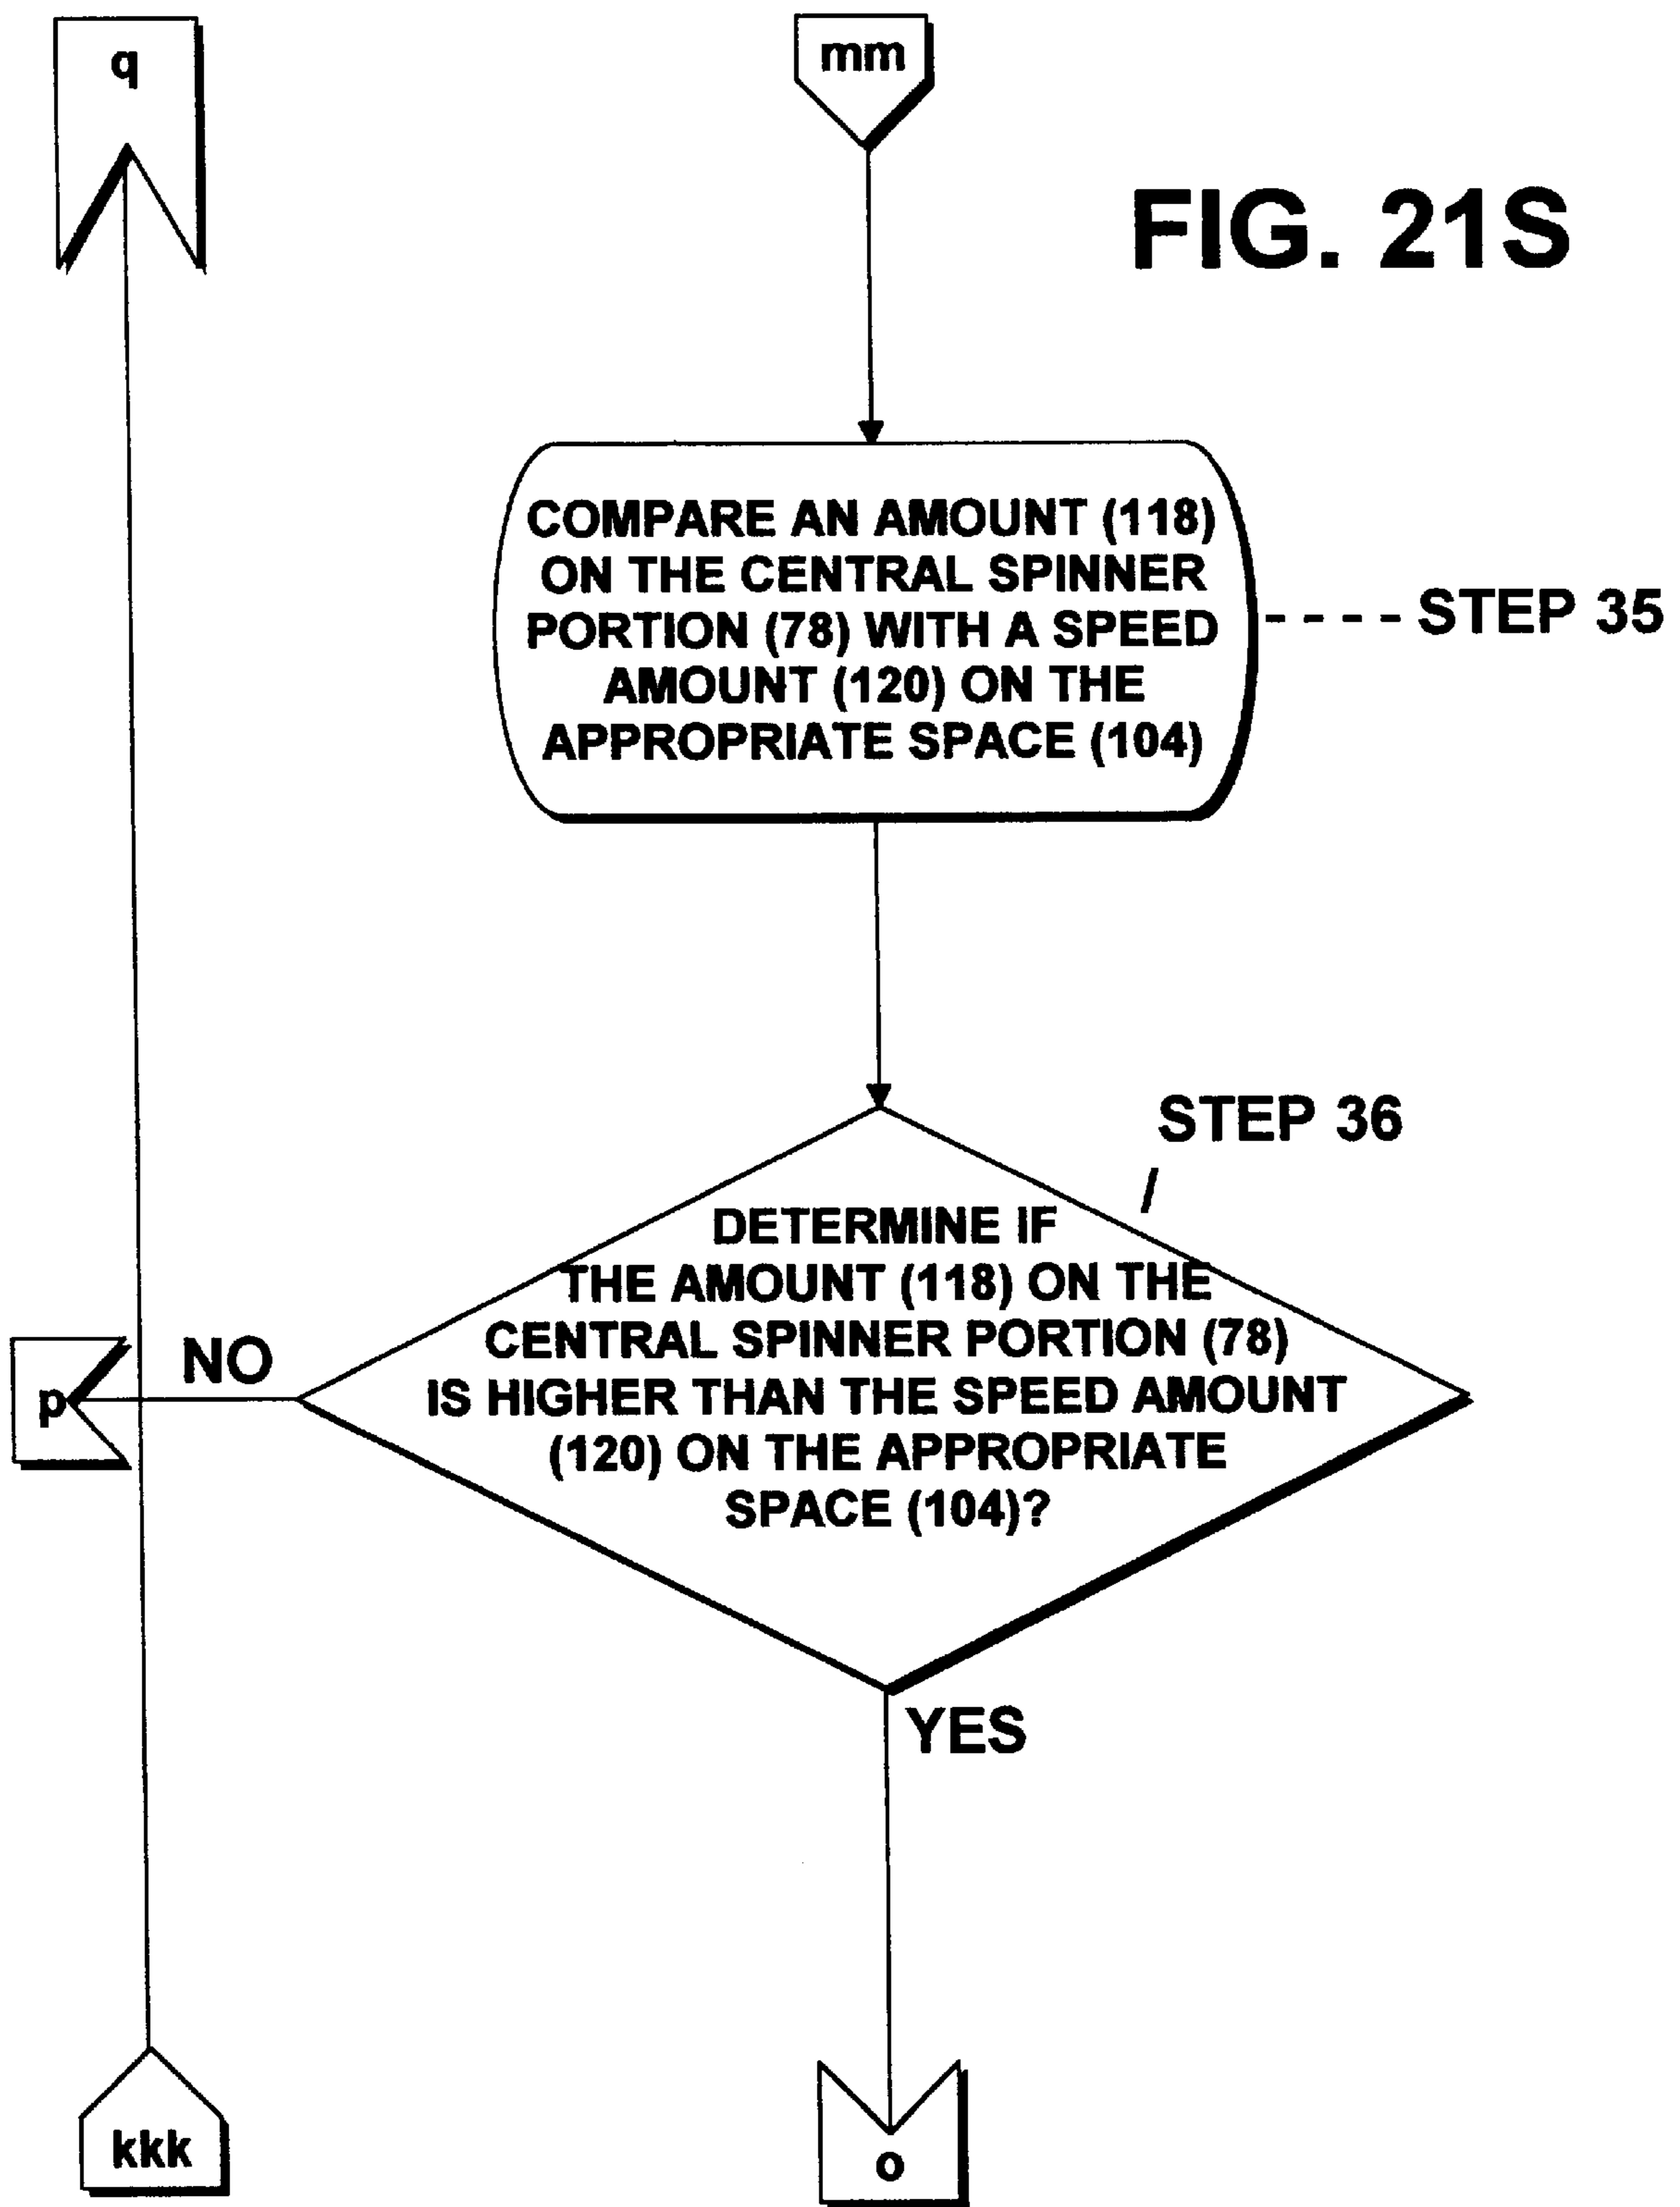 q
mm
FIG. 21S
COMPARE AN AMOUNT (118)
ON THE CENTRAL SPINNER
PORTION (78) WITH A SPEED
AMOUNT (120) ON THE
APPROPRIATE SPACE (104)
STEP 35
STEP 36
DETERMINE IF
THE AMOUNT (118) ON THE
CENTRAL SPINNER PORTION (78)
IS HIGHER THAN THE SPEED AMOUNT
(120) ON THE APPROPRIATE
SPACE (104)?
NO
p
YES
kkk
o